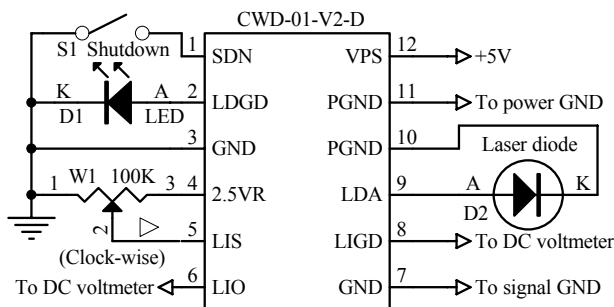 CWD-01-V2-D
S1 Shutdown 1 SDN VPS 12 +5V
K A 2 LDGD PGND 11 To power GND
D1 LED
3 GND PGND 10
Laser diode
1 W1 100K 3 4 2.5VR LDA 9 A K
D2
2 5 LIS LIGD 8 To DC voltmeter
(Clock-wise)
To DC voltmeter 6 LIO GND 7 To signal GND